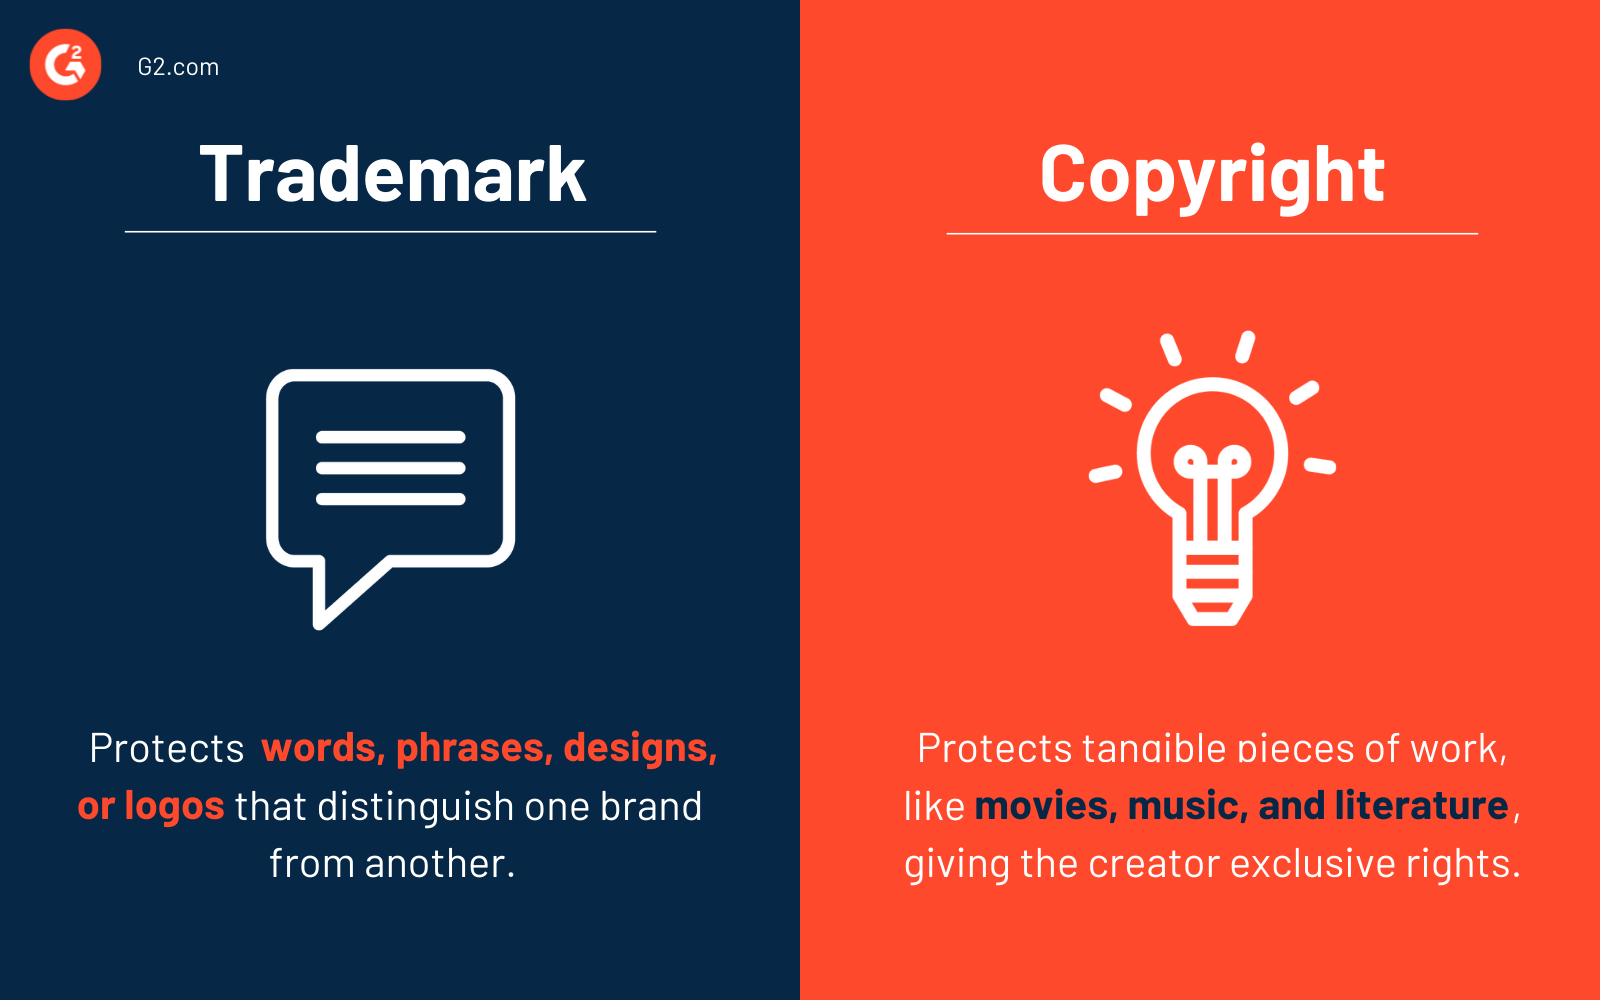 G2
G2.com
Trademark
Protects words, phrases, designs,
or logos that distinguish one brand
from another.
Copyright
Protects tangible pieces of work,
like movies, music, and literature,
giving the creator exclusive rights.